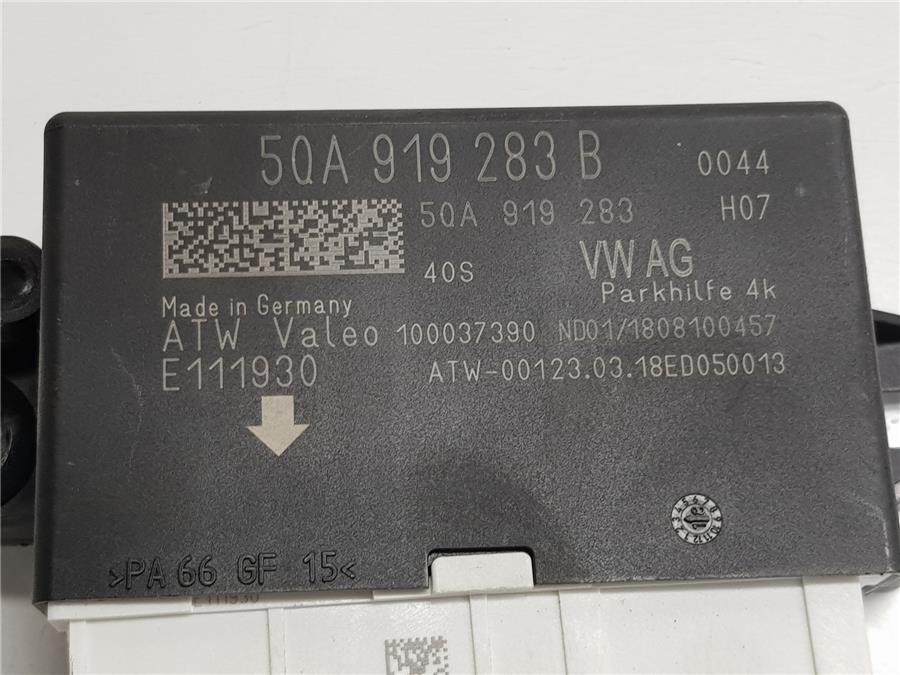 5QA 919 283 B 0044
5QA 919 283 H07
40S VW AG
Parkhilfe 4k
Made in Germany
ATW Valeo 100037390 ND01/1808100457
E111930 ATW-00123.03.18ED050013
>PA 66 GF 15<
E111930